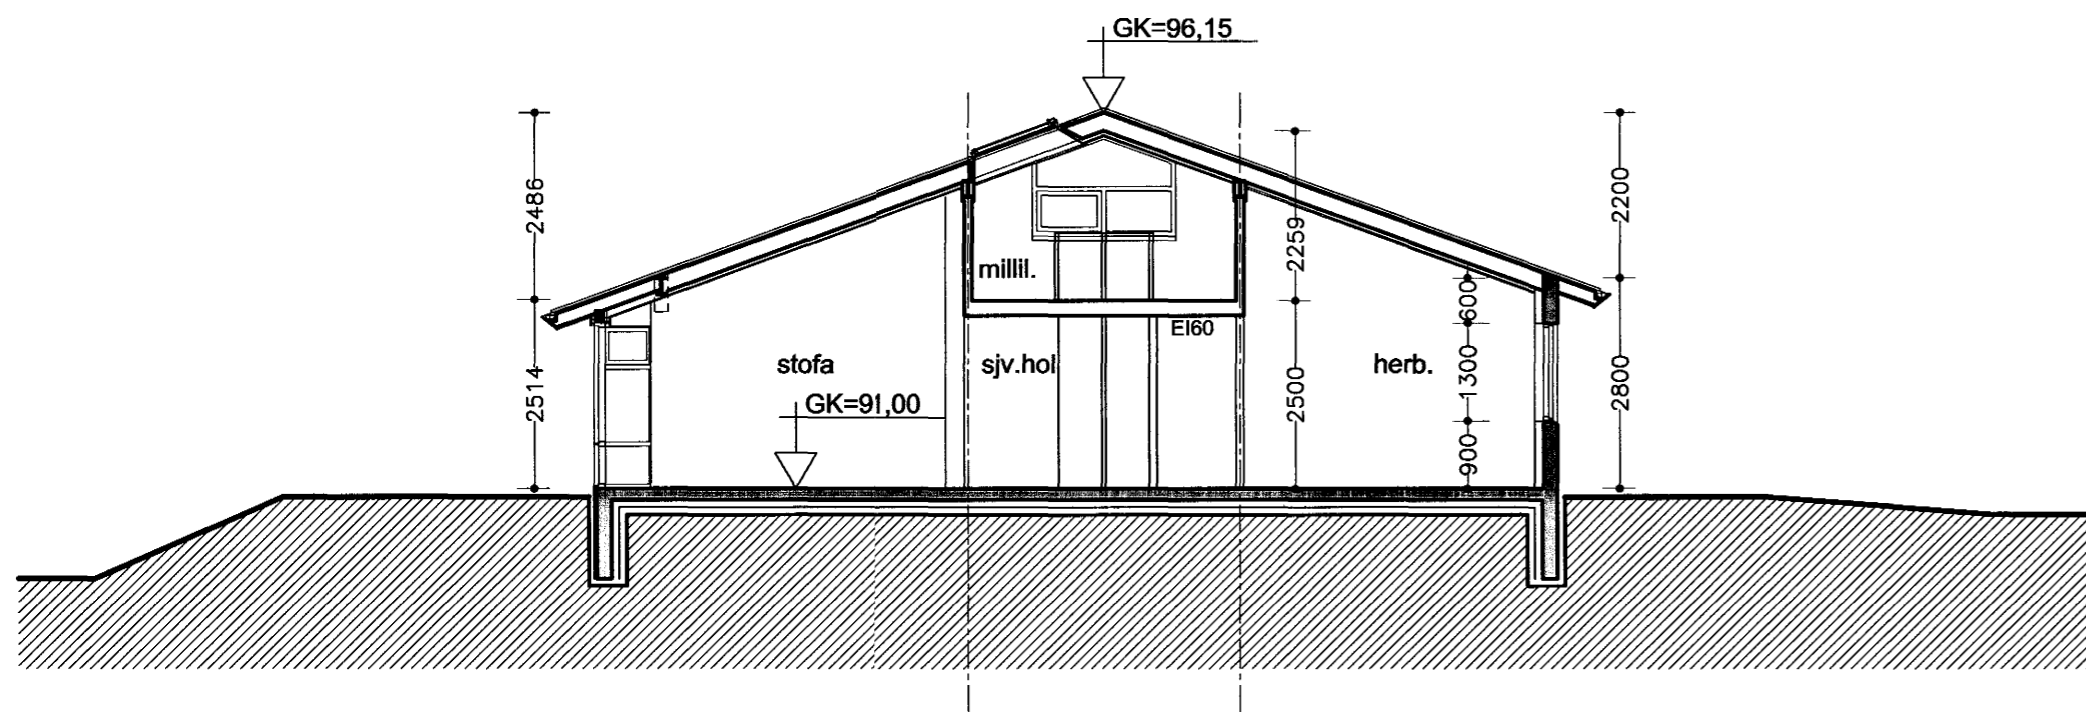 GK=96,15
2486
2200
2259
millil.
600
EI60
stofa
sjv.hol
herb.
1300
2514
2500
2800
GK=91,00
900